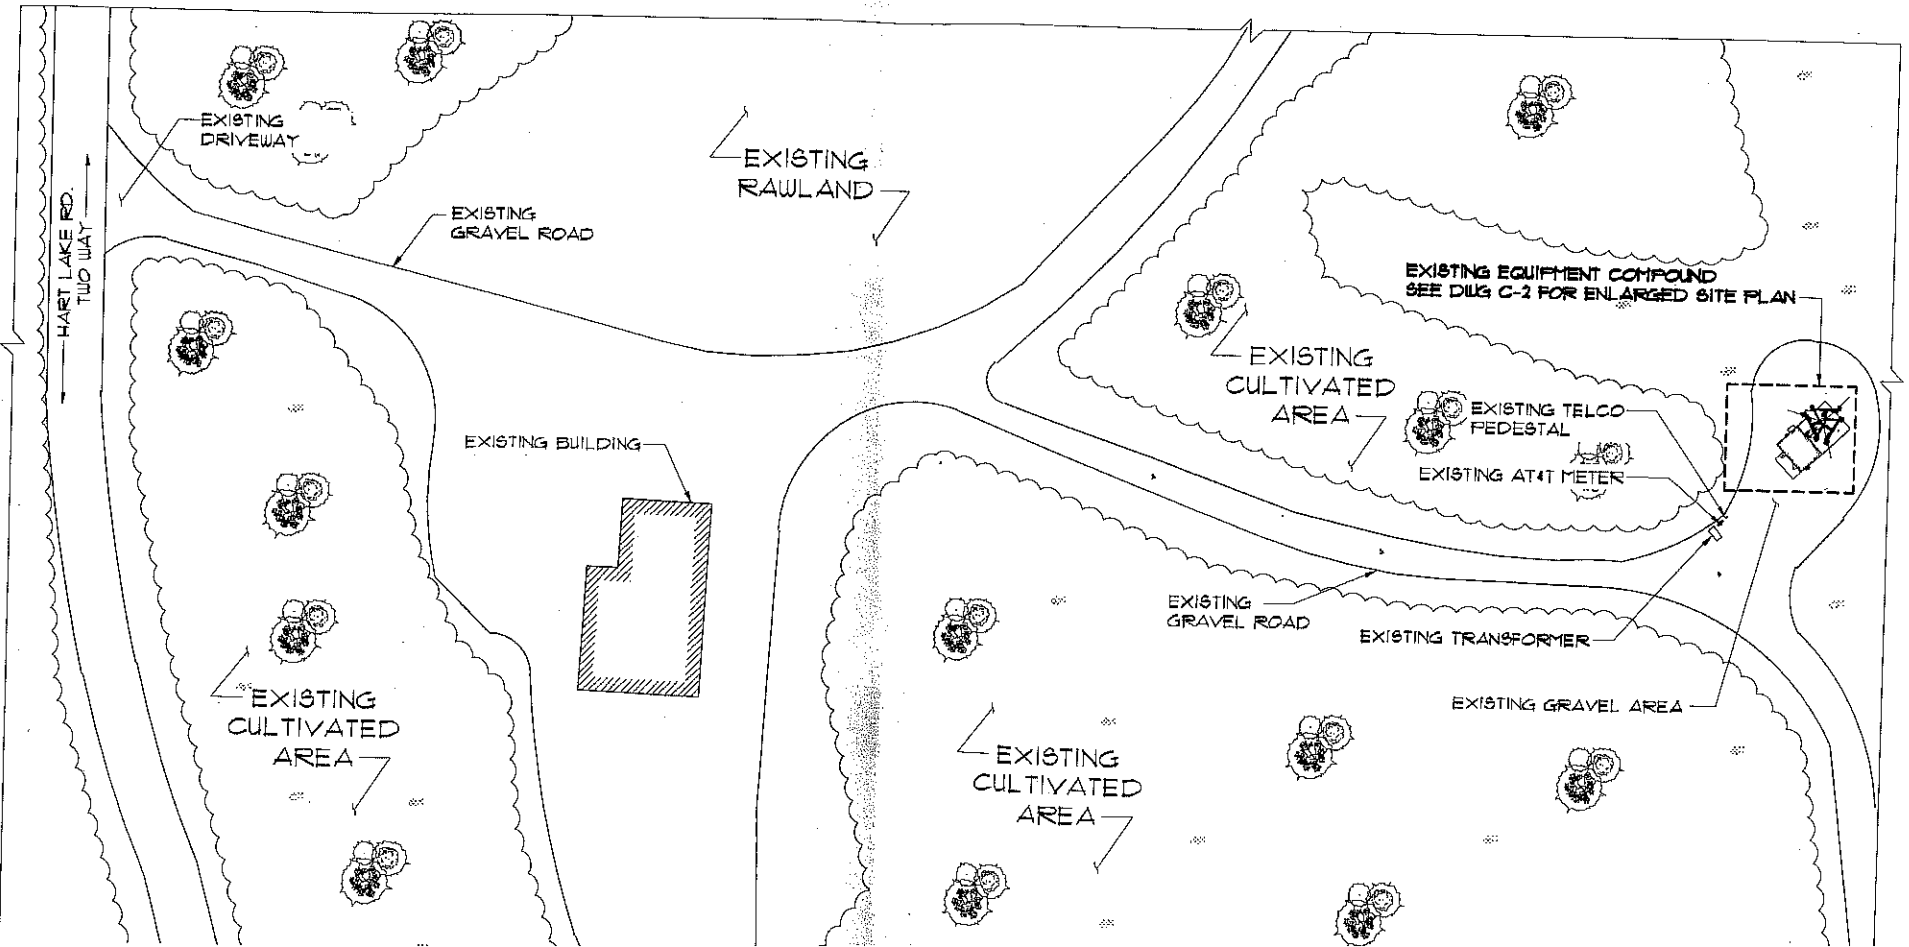 EXISTING
DRIVEWAY
HART LAKE RD.
TWO WAY
EXISTING
GRAVEL ROAD
EXISTING
RAWLAND
EXISTING EQUIPMENT COMPOUND
SEE DWG C-2 FOR ENLARGED SITE PLAN
EXISTING
CULTIVATED
AREA
EXISTING TELCO
PEDESTAL
EXISTING AT&T METER
EXISTING BUILDING
EXISTING
GRAVEL ROAD
EXISTING TRANSFORMER
EXISTING GRAVEL AREA
EXISTING
CULTIVATED
AREA
EXISTING
CULTIVATED
AREA